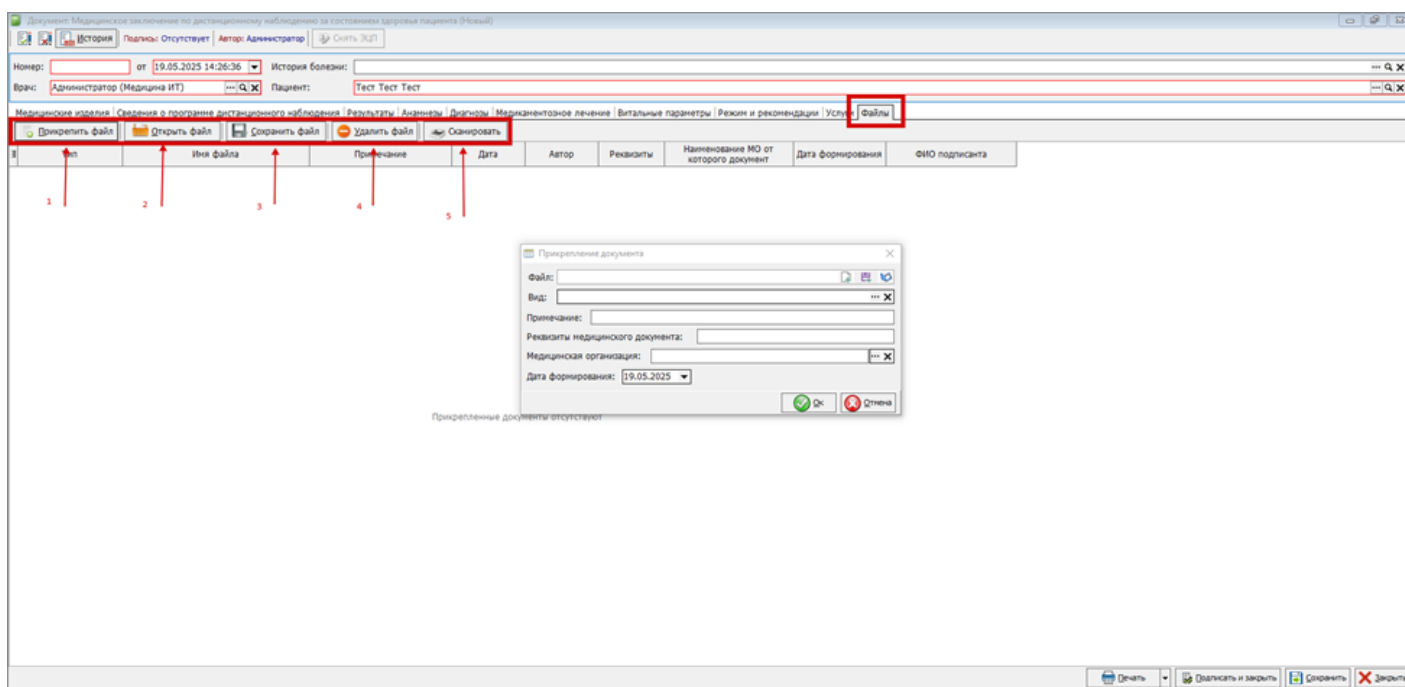 Документ: Медицинское заключение по дистанционному наблюдению за состоянием здоровья пациента (Новый)
История Подпись: Отсутствует Автор: Администратор Снять ЭЦП
Номер: от 19.05.2025 14:26:36 История болезни:
Врач: Администратор (Медицина ИТ) Пациент: Тест Тест Тест
Медицинские изделия Сведения о программе дистанционного наблюдения Результаты Анамнезы Диагнозы Медикаментозное лечение Витальные параметры Режим и рекомендации Услуги Файлы
Прикрепить файл Открыть файл Сохранить файл Удалить файл Сканировать
Тип Имя файла Примечание Дата Автор Реквизиты Наименование МО от которого документ Дата формирования ФИО подписанта
1 2 3 4 5
Прикрепление документа
Файл:
Вид:
Примечание:
Реквизиты медицинского документа:
Медицинская организация:
Дата формирования: 19.05.2025
Ок Отмена
Прикрепленные документы отсутствуют
Печать Подписать и закрыть Сохранить Закрыть